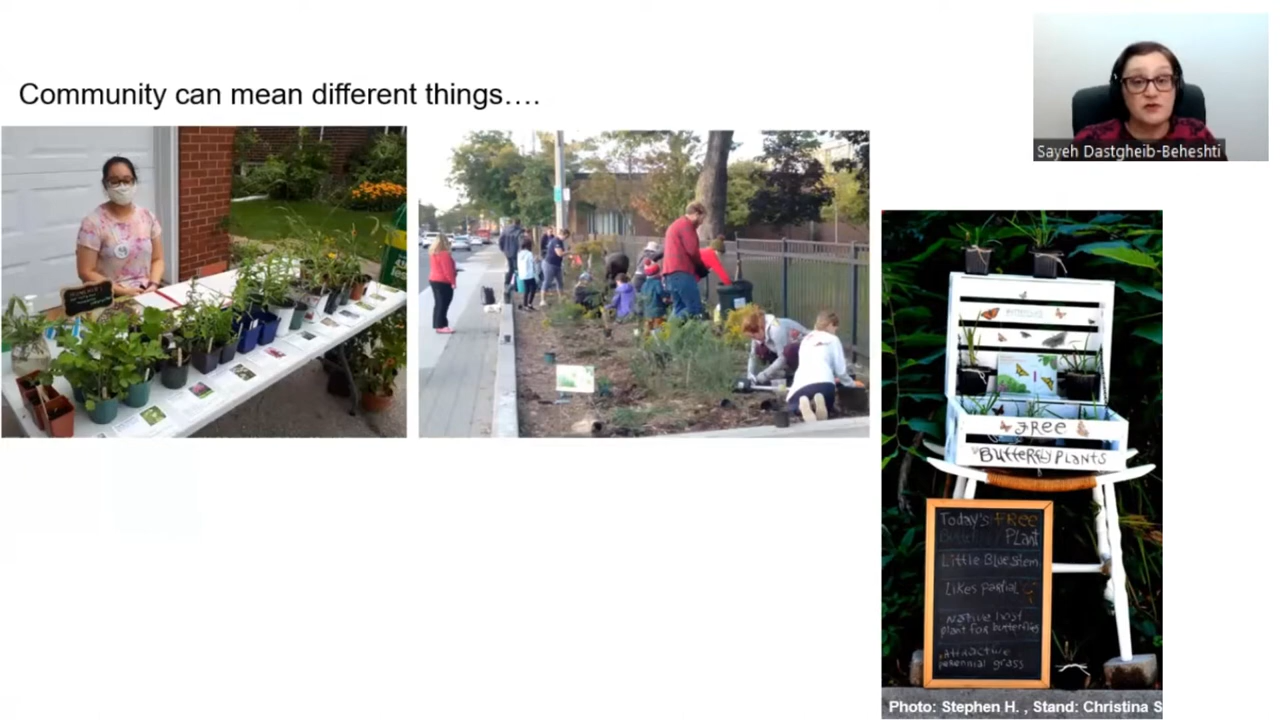 Community can mean different things….
Sayeh Dastgheib-Beheshti
FREE
Butterfly Plants
Today's FREE
Plant
Little Bluestem
Likes partial
Native host
plant for butterflies
Attractive
perennial grass
Photo: Stephen H. , Stand: Christina S